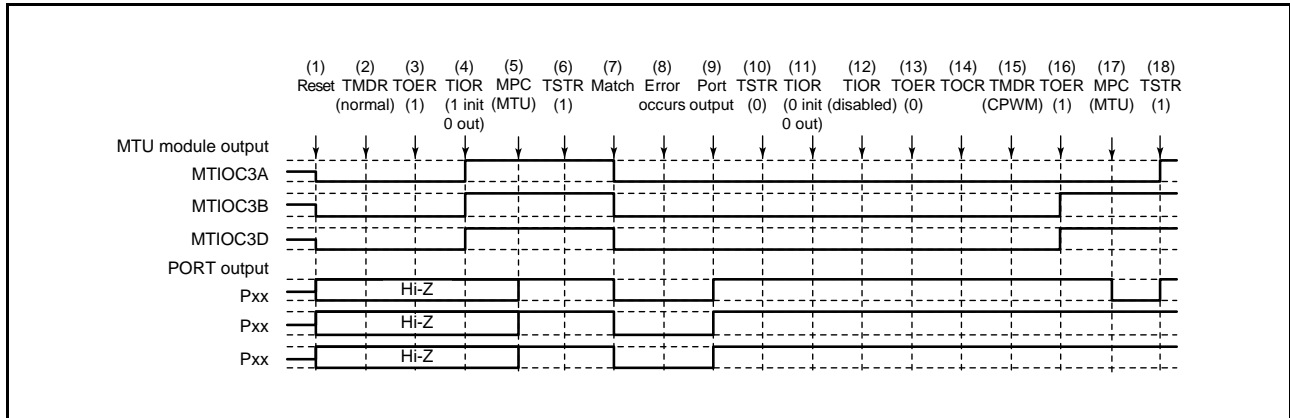 (1) (2) (3) (4) (5) (6) (7) (8) (9) (10) (11) (12) (13) (14) (15) (16) (17) (18)
Reset TMDR TOER TIOR MPC TSTR Match Error Port TSTR TIOR TIOR TOER TOCR TMDR TOER MPC TSTR
(normal) (1) (1 init (MTU) (1) occurs output (0) (0 init (disabled) (0) (CPWM) (1) (MTU) (1)
0 out) 0 out)
MTU module output
MTIOC3A
MTIOC3B
MTIOC3D
PORT output
Pxx Hi-Z
Pxx Hi-Z
Pxx Hi-Z